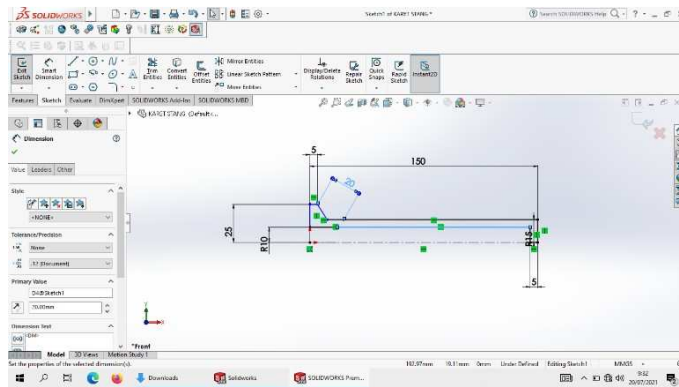 SOLIDWORKS
Sketch1 of KARET STANG *
Search SOLIDWORKS Help
Exit Sketch
Smart Dimension
Trim Entities
Convert Entities
Offset Entities
Mirror Entities
Linear Sketch Pattern
Move Entities
Display/Delete Relations
Repair Sketch
Quick Snaps
Rapid Sketch
Instant2D
Features Sketch Evaluate DimXpert SOLIDWORKS Add-Ins SOLIDWORKS MBD
KARET STANG (Default<...
Dimension
Value Leaders Other
Style
<NONE>
Tolerance/Precision
None
.12 (Document)
Primary Value
D4@Sketch1
20.00mm
Dimension Text
<DIM>
5
150
20
25
R10
R15
5
*Front
Model 3D Views Motion Study 1
Set the properties of the selected dimension(s).
Under Defined
Editing Sketch1
MMGS
Downloads
Solidworks
SOLIDWORKS Prem...
9:32
20/07/2021